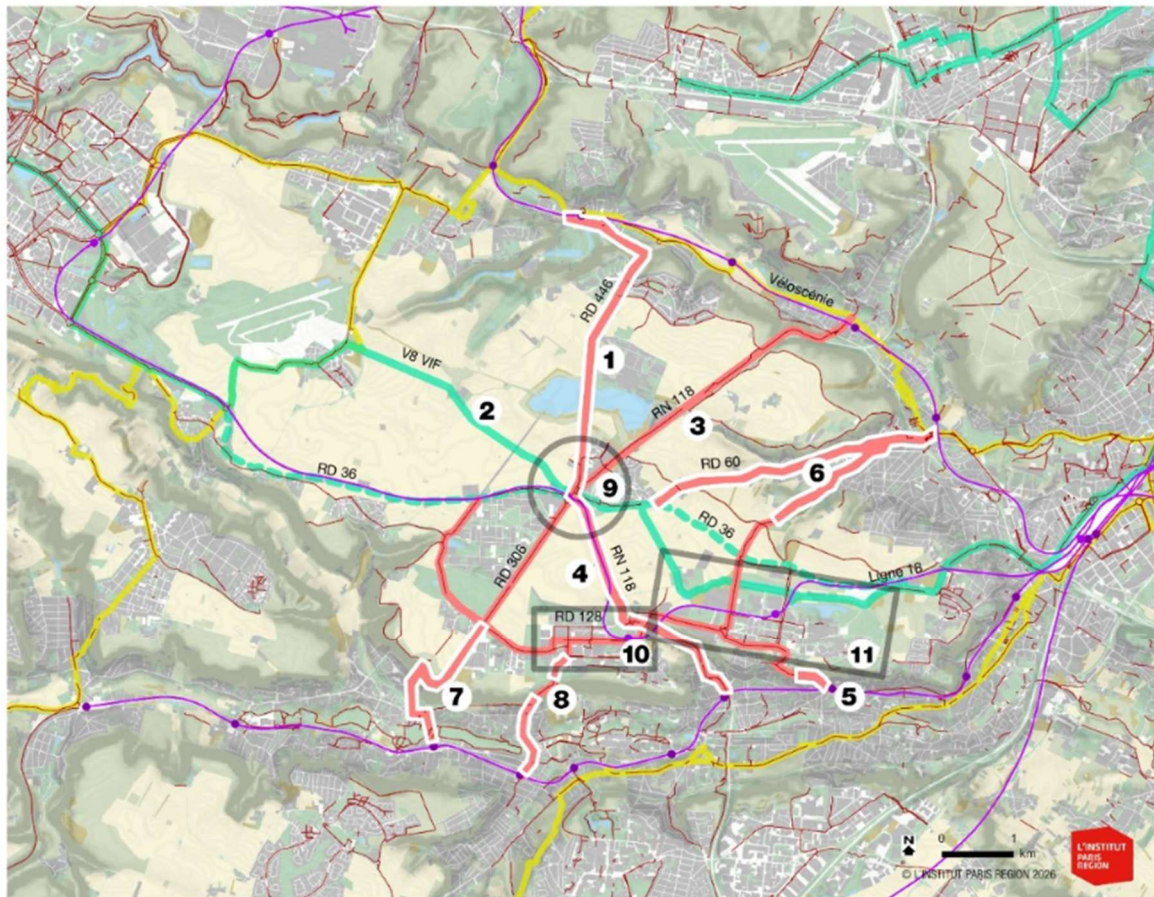 Véloscénie
RD 446
1
V8 VIF
2
RN 118
3
RD 36
RD 60
6
9
RD 36
RD 306
4
RN 118
Ligne 18
RD 128
10
11
7
8
5
N
0 1
km
© L'INSTITUT PARIS REGION 2026
L'INSTITUT
PARIS
REGION